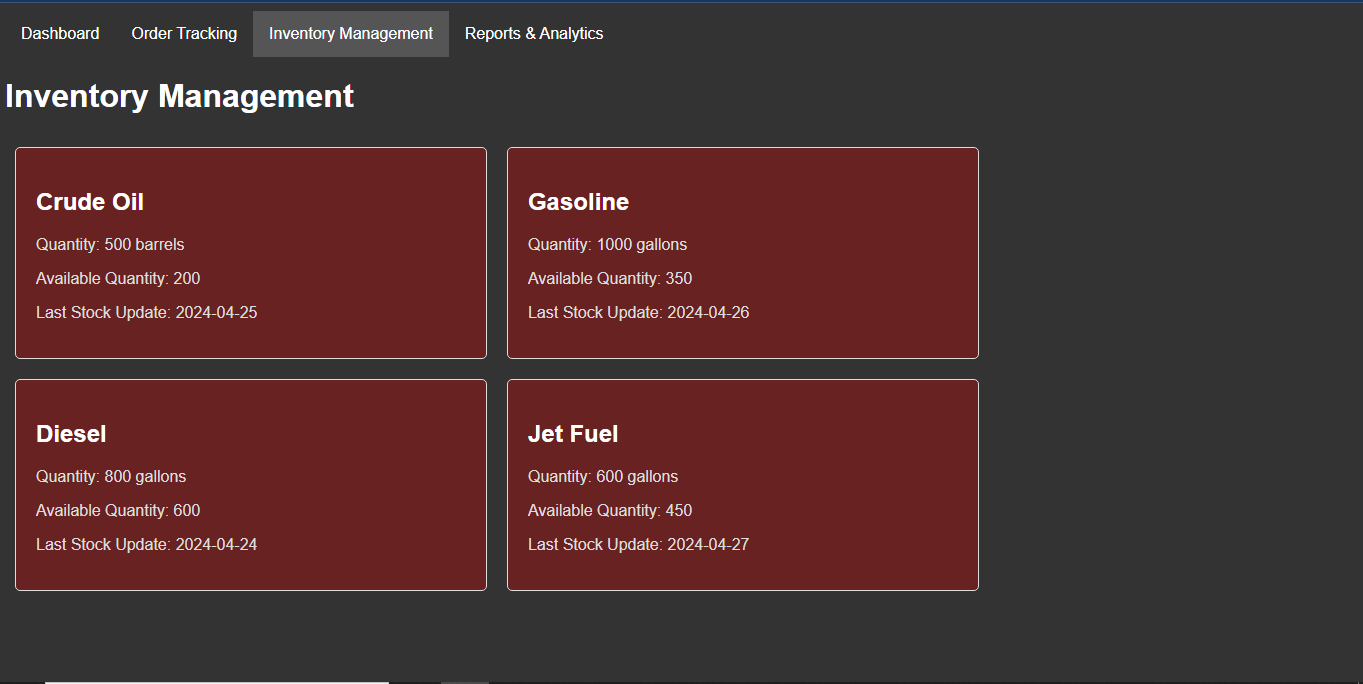 Dashboard Order Tracking Inventory Management Reports & Analytics
Inventory Management
Crude Oil
Quantity: 500 barrels
Available Quantity: 200
Last Stock Update: 2024-04-25
Gasoline
Quantity: 1000 gallons
Available Quantity: 350
Last Stock Update: 2024-04-26
Diesel
Quantity: 800 gallons
Available Quantity: 600
Last Stock Update: 2024-04-24
Jet Fuel
Quantity: 600 gallons
Available Quantity: 450
Last Stock Update: 2024-04-27